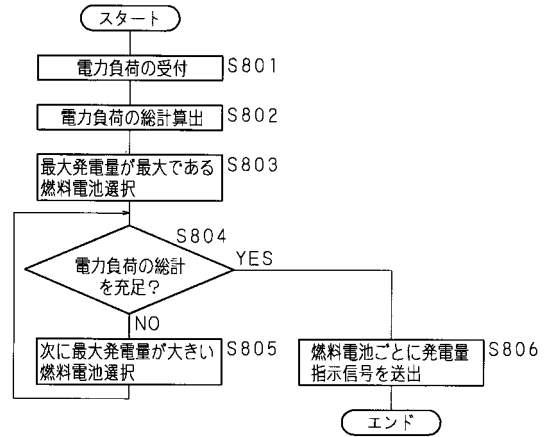 スタート
電力負荷の受付
S801
電力負荷の総計算出
S802
最大発電量が最大である
燃料電池選択
S803
S804
電力負荷の総計
を充足?
YES
NO
次に最大発電量が大きい
燃料電池選択
S805
燃料電池ごとに発電量
指示信号を送出
S806
エンド